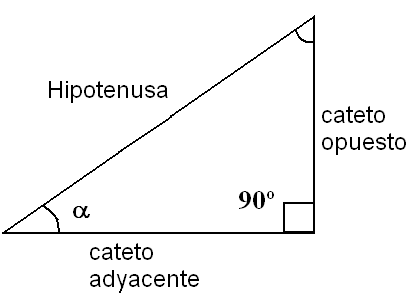 Hipotenusa
cateto
opuesto
90º
α
cateto
adyacente